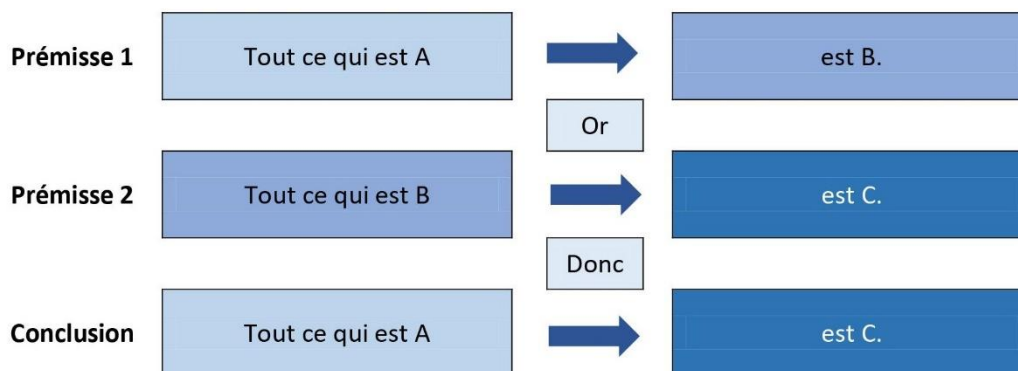 Prémisse 1 Tout ce qui est A est B.
Or
Prémisse 2 Tout ce qui est B est C.
Donc
Conclusion Tout ce qui est A est C.